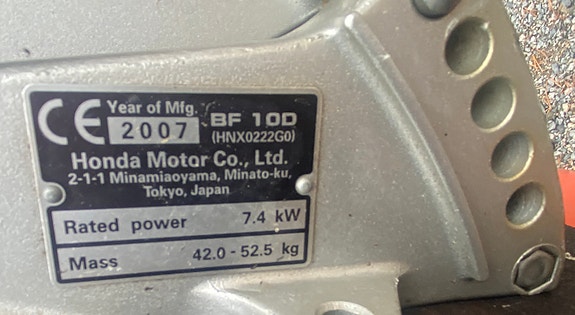 CE Year of Mfg. BF 10D
2007 (HNX0222G0)
Honda Motor Co., Ltd.
2-1-1 Minamiaoyama, Minato-ku,
Tokyo, Japan
Rated power 7.4 kW
Mass 42.0 - 52.5 kg